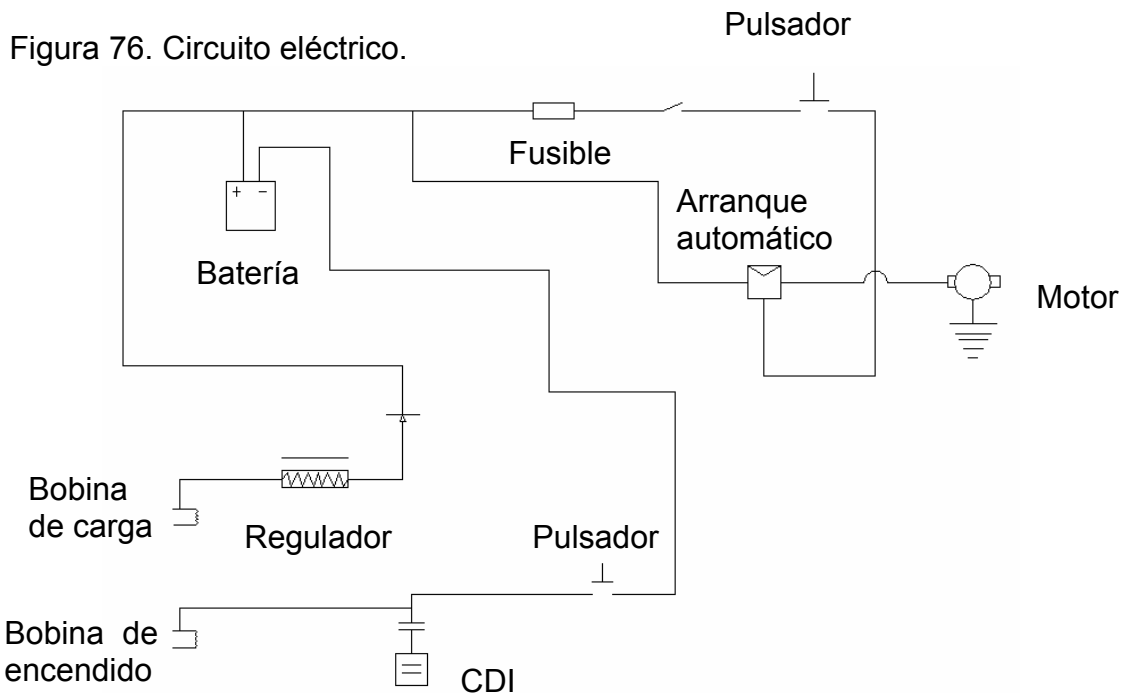 Pulsador
Figura 76. Circuito eléctrico.
Fusible
Arranque
automático
+ −
Batería
Motor
Bobina
de carga
Regulador
Pulsador
Bobina de
encendido
CDI